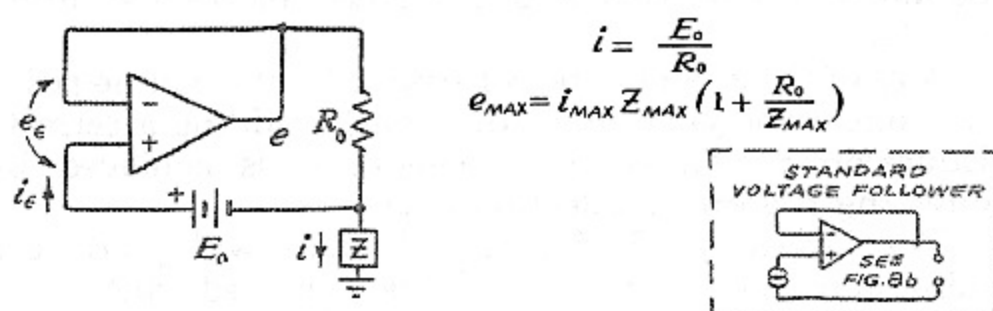 i = E₀ / R₀
e_MAX = i_MAX Z_MAX (1 + R₀ / Z_MAX)
e_ϵ
−
+
e
R₀
i_ϵ
+
E₀
i
Z
STANDARD
VOLTAGE FOLLOWER
−
+
SEE
FIG. 8b